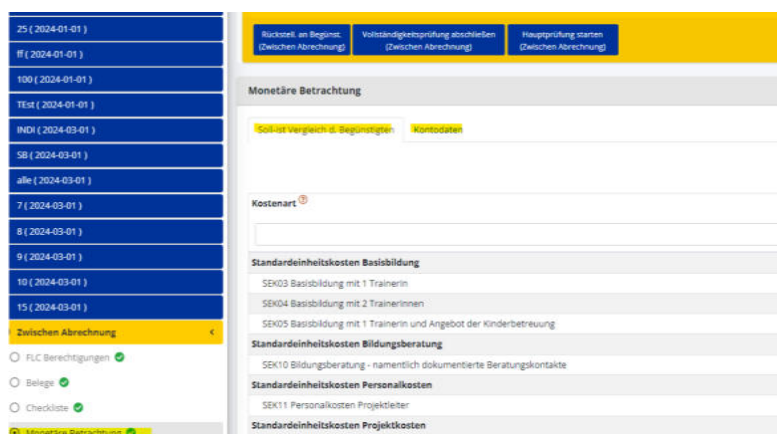 25 ( 2024-01-01 )
ff ( 2024-01-01 )
100 ( 2024-01-01 )
TEst ( 2024-01-01 )
INDI ( 2024-03-01 )
SB ( 2024-03-01 )
alle ( 2024-03-01 )
7 ( 2024-03-01 )
8 ( 2024-03-01 )
9 ( 2024-03-01 )
10 ( 2024-03-01 )
15 ( 2024-03-01 )
Zwischen Abrechnung
FLC Berechtigungen
Belege
Checkliste
Monetäre Betrachtung
Rückstell. an Begünst.
(Zwischen Abrechnung)
Vollständigkeitsprüfung abschließen
(Zwischen Abrechnung)
Hauptprüfung starten
(Zwischen Abrechnung)
Monetäre Betrachtung
Soll-Ist Vergleich d. Begünstigten
Kontodaten
Kostenart
Standardeinheitskosten Basisbildung
SEK03 Basisbildung mit 1 Trainerin
SEK04 Basisbildung mit 2 Trainerinnen
SEK05 Basisbildung mit 1 Trainerin und Angebot der Kinderbetreuung
Standardeinheitskosten Bildungsberatung
SEK10 Bildungsberatung - namentlich dokumentierte Beratungskontakte
Standardeinheitskosten Personalkosten
SEK11 Personalkosten Projektleiter
Standardeinheitskosten Projektkosten